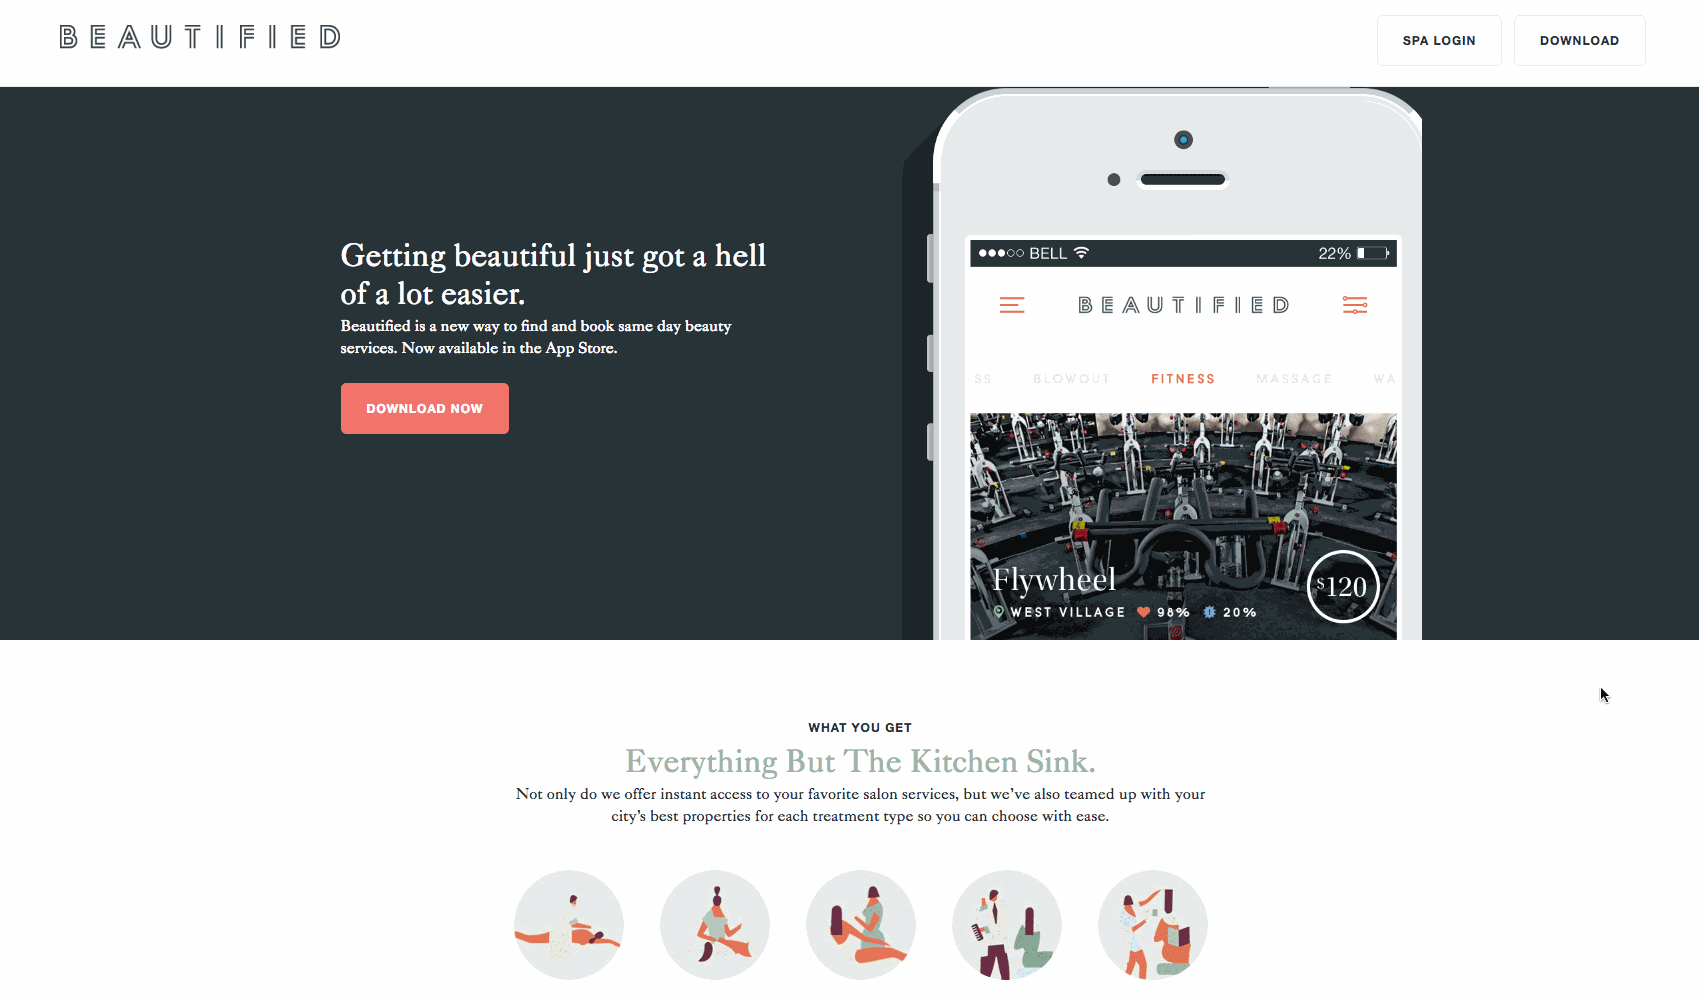 BEAUTIFIED
SPA LOGIN
DOWNLOAD
Getting beautiful just got a hell
of a lot easier.
Beautified is a new way to find and book same day beauty
services. Now available in the App Store.
DOWNLOAD NOW
BELL
22%
BEAUTIFIED
SS BLOWOUT FITNESS MASSAGE WA
Flywheel
$120
WEST VILLAGE 98% 20%
WHAT YOU GET
Everything But The Kitchen Sink.
Not only do we offer instant access to your favorite salon services, but we’ve also teamed up with your
city’s best properties for each treatment type so you can choose with ease.